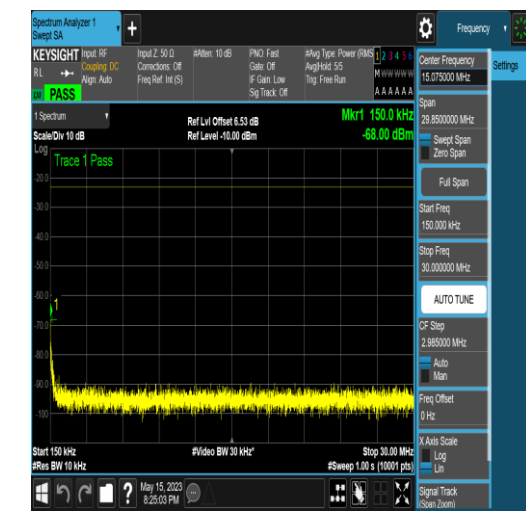 Spectrum Analyzer 1
Swept SA
Frequency
KEYSIGHT
RL
PASS
Input: RF
Coupling: DC
Align: Auto
Input Z: 50 Ω
Corrections: Off
Freq Ref: Int (S)
#Atten: 10 dB
PNO: Fast
Gate: Off
IF Gain: Low
Sig Track: Off
#Avg Type: Power (RMS
Avg|Hold: 5/5
Trig: Free Run
1 2 3 4 5 6
M W W W W W
A A A A A A
1 Spectrum
Scale/Div 10 dB
Ref Lvl Offset 6.53 dB
Ref Level -10.00 dBm
Mkr1 150.0 kHz
-68.00 dBm
Log
Trace 1 Pass
-20.0
-30.0
-40.0
-50.0
-60.0
1
-70.0
-80.0
-90.0
-100
Start 150 kHz
#Res BW 10 kHz
#Video BW 30 kHz*
Stop 30.00 MHz
#Sweep 1.00 s (10001 pts)
May 15, 2023
8:25:03 PM
?
Settings
Center Frequency
15.075000 MHz
Span
29.8500000 MHz
Swept Span
Zero Span
Full Span
Start Freq
150.000 kHz
Stop Freq
30.000000 MHz
AUTO TUNE
CF Step
2.985000 MHz
Auto
Man
Freq Offset
0 Hz
X Axis Scale
Log
Lin
Signal Track
(Span Zoom)